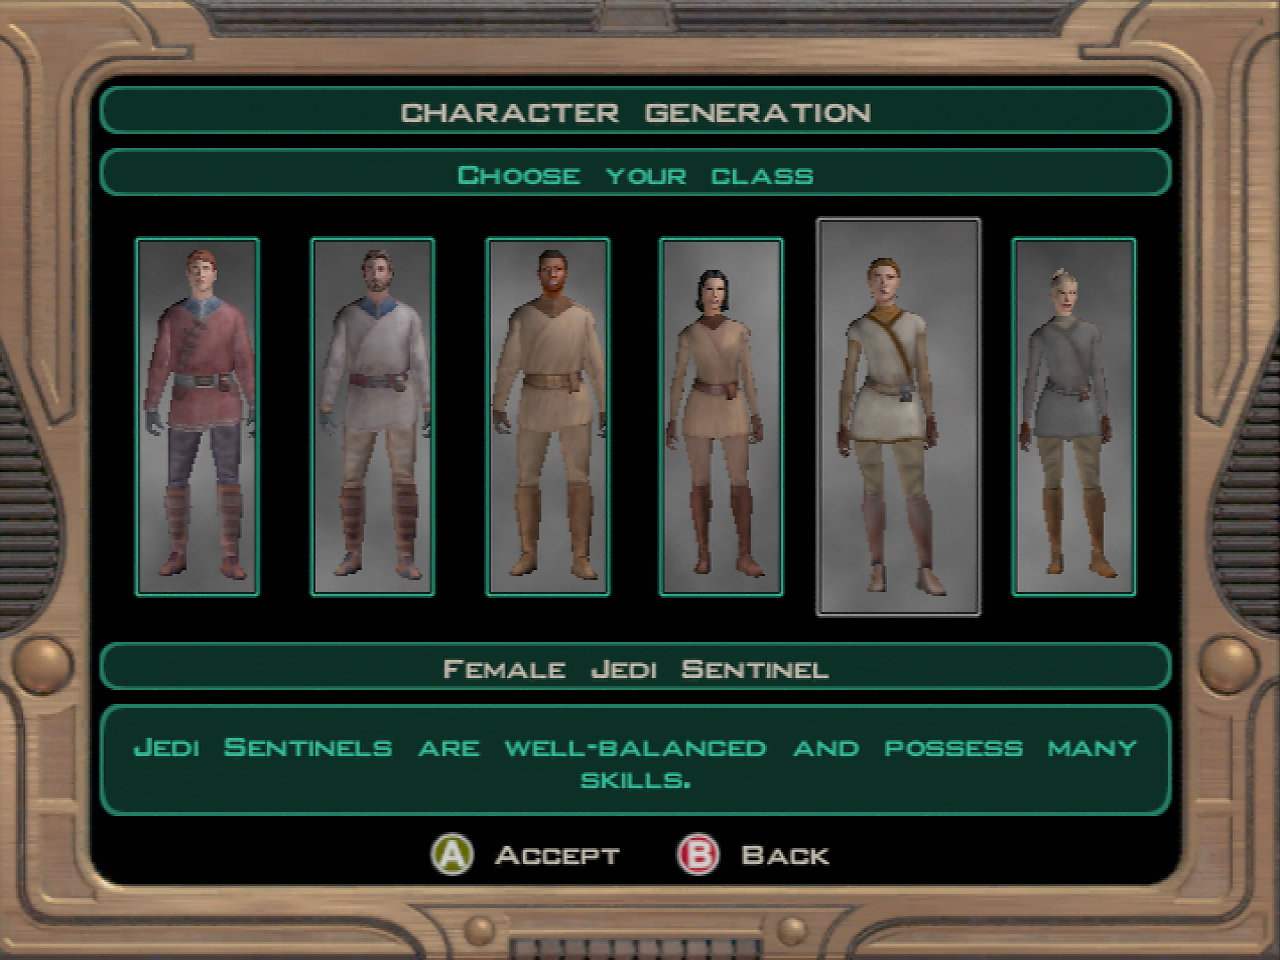 CHARACTER GENERATION
CHOOSE YOUR CLASS
FEMALE JEDI SENTINEL
JEDI SENTINELS ARE WELL-BALANCED AND POSSESS MANY
SKILLS.
A ACCEPT B BACK